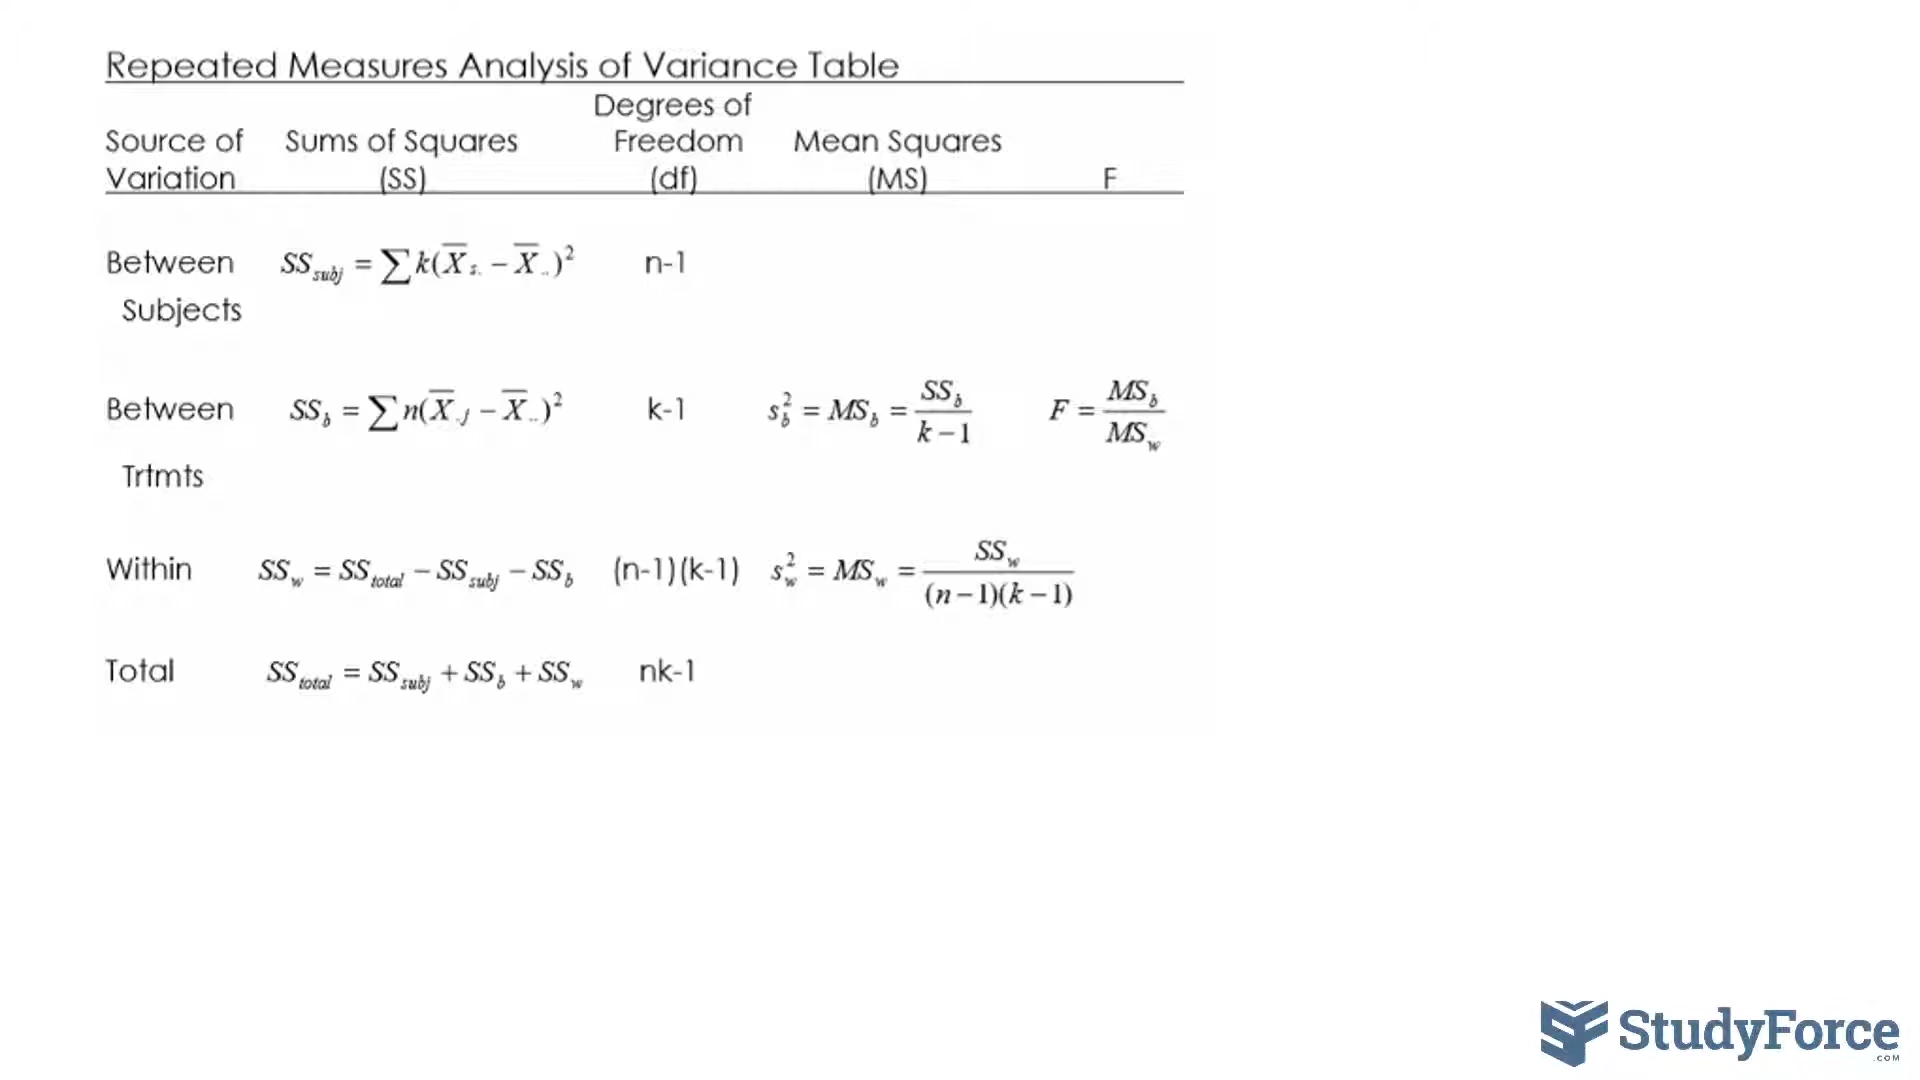 Repeated Measures Analysis of Variance Table
Degrees of
Source of Sums of Squares Freedom Mean Squares
Variation (SS) (df) (MS) F
Between SS_subj = ∑k(X̅_s. − X̅_..)² n-1
Subjects
Between SS_b = ∑n(X̅_.j − X̅_..)² k-1 s_b² = MS_b = SS_b / (k − 1) F = MS_b / MS_w
Trtmts
Within SS_w = SS_total − SS_subj − SS_b (n-1)(k-1) s_w² = MS_w = SS_w / ((n − 1)(k − 1))
Total SS_total = SS_subj + SS_b + SS_w nk-1
StudyForce
.COM